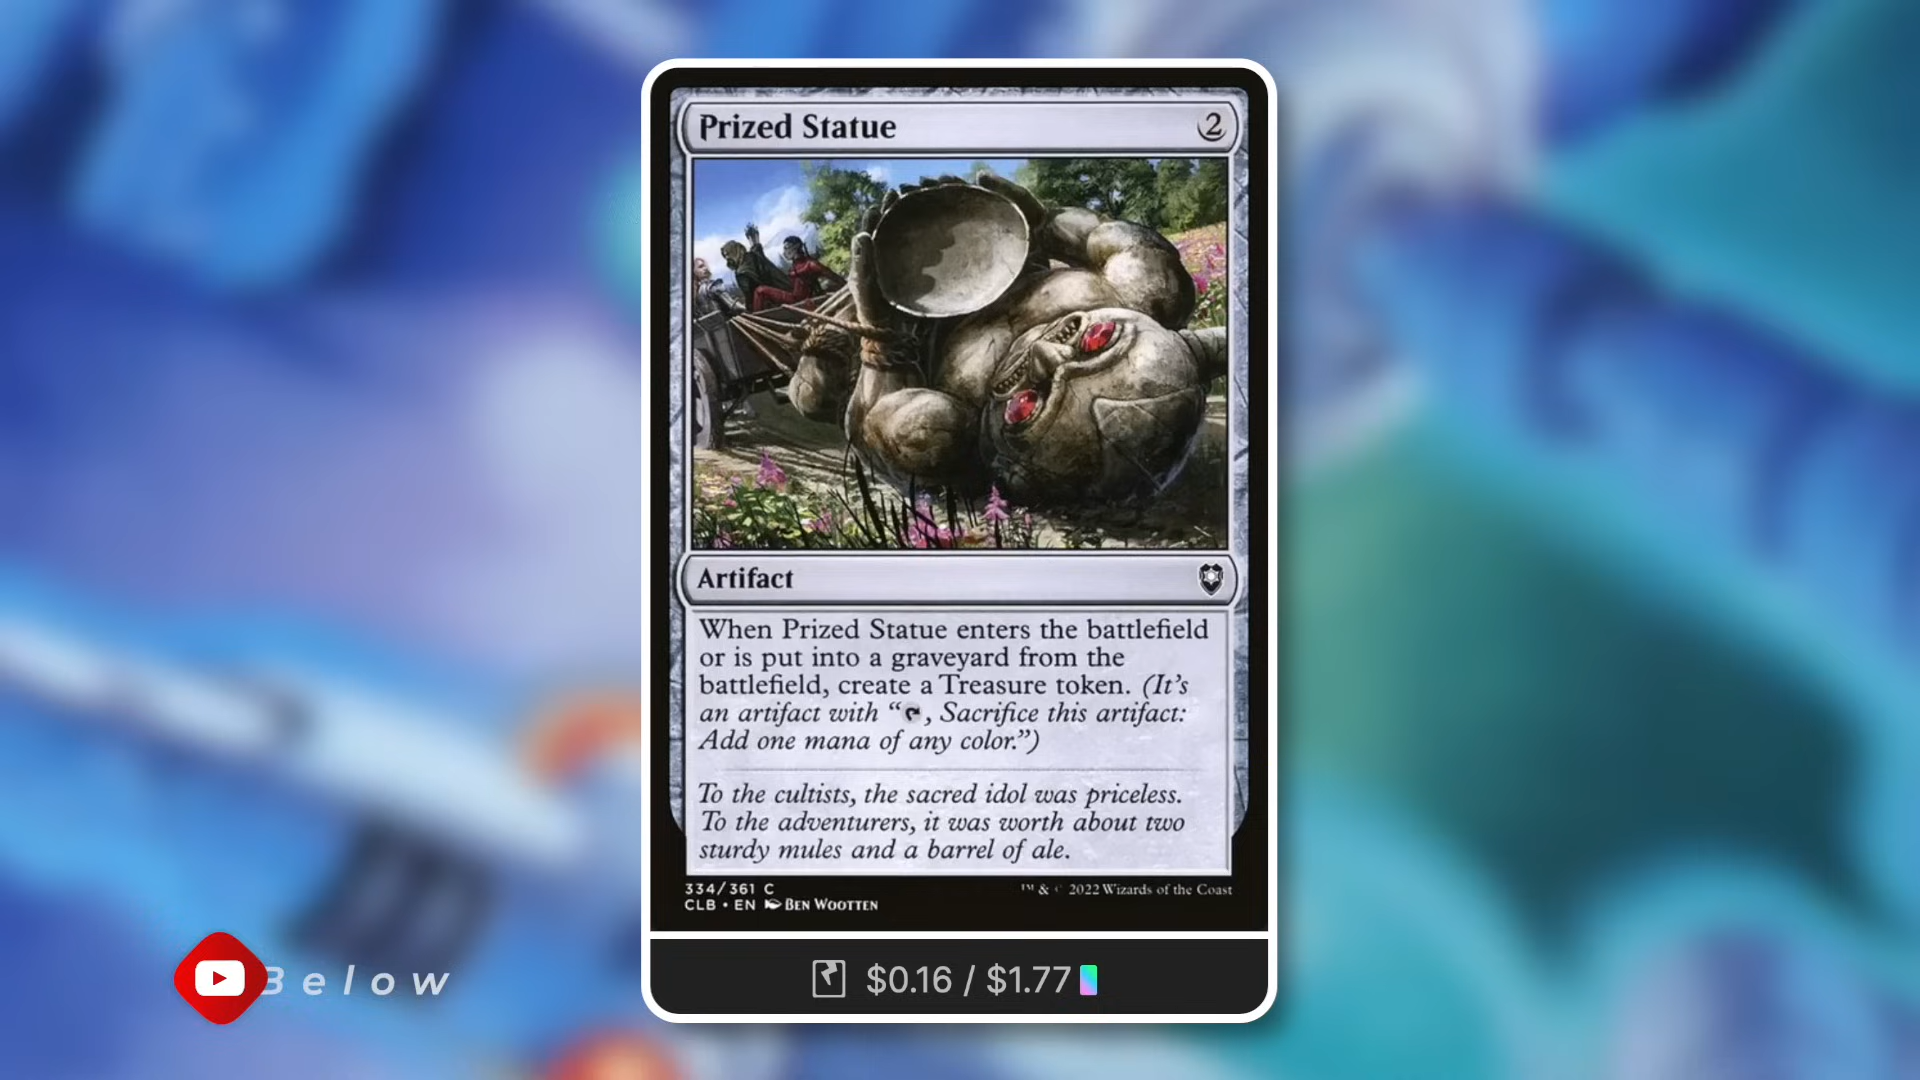 Prized Statue
2
Artifact
When Prized Statue enters the battlefield
or is put into a graveyard from the
battlefield, create a Treasure token. (It's
an artifact with “, Sacrifice this artifact:
Add one mana of any color.”)
To the cultists, the sacred idol was priceless.
To the adventurers, it was worth about two
sturdy mules and a barrel of ale.
334/361 C
CLB • EN BEN WOOTTEN
™ & © 2022 Wizards of the Coast
$0.16 / $1.77
Below